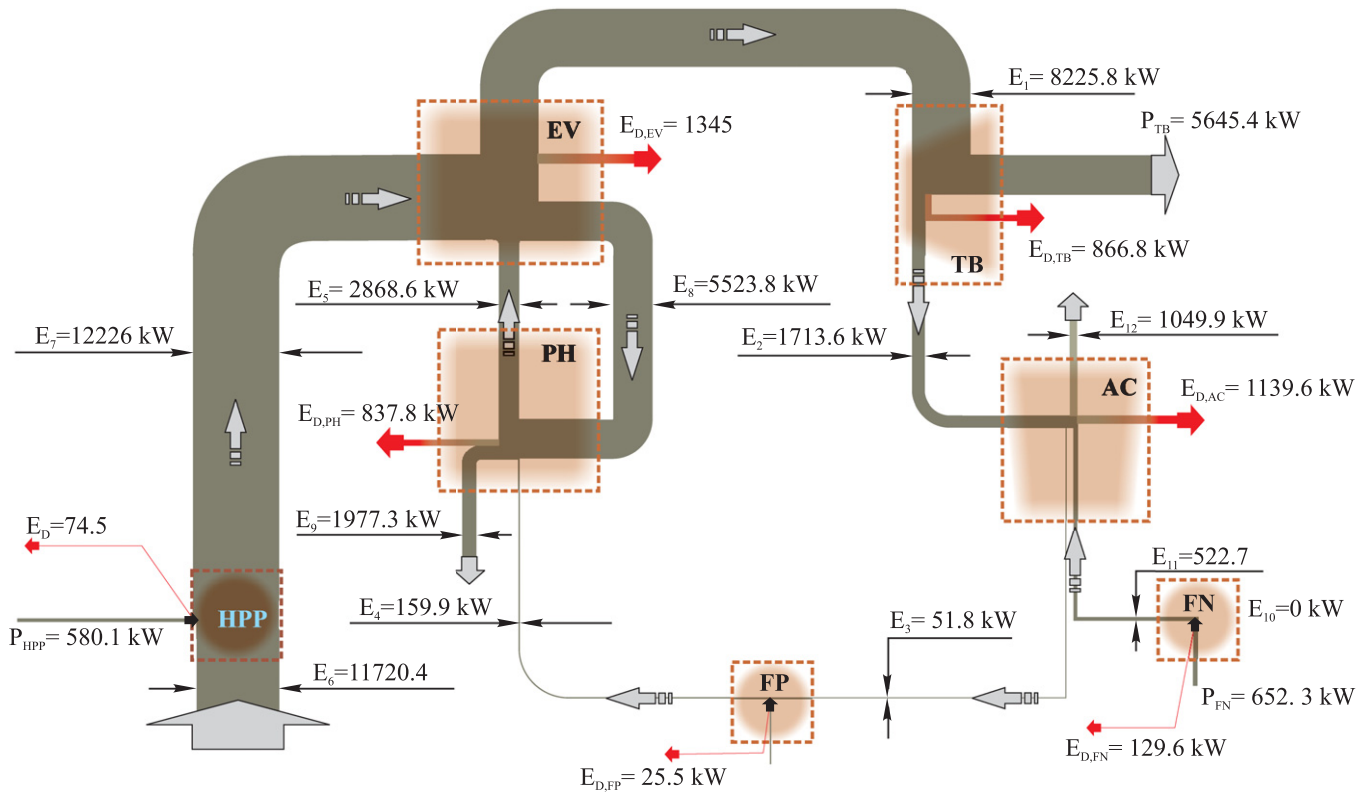 E1= 8225.8 kW
PTB= 5645.4 kW
EV
ED,EV= 1345
ED,TB= 866.8 kW
TB
E5= 2868.6 kW
E8=5523.8 kW
E7=12226 kW
E2=1713.6 kW
E12= 1049.9 kW
PH
AC
ED,PH= 837.8 kW
ED,AC= 1139.6 kW
E9=1977.3 kW
ED=74.5
E11=522.7
E4=159.9 kW
E3= 51.8 kW
HPP
FN
E10=0 kW
PHPP= 580.1 kW
E6=11720.4
FP
PFN= 652. 3 kW
ED,FP= 25.5 kW
ED,FN= 129.6 kW